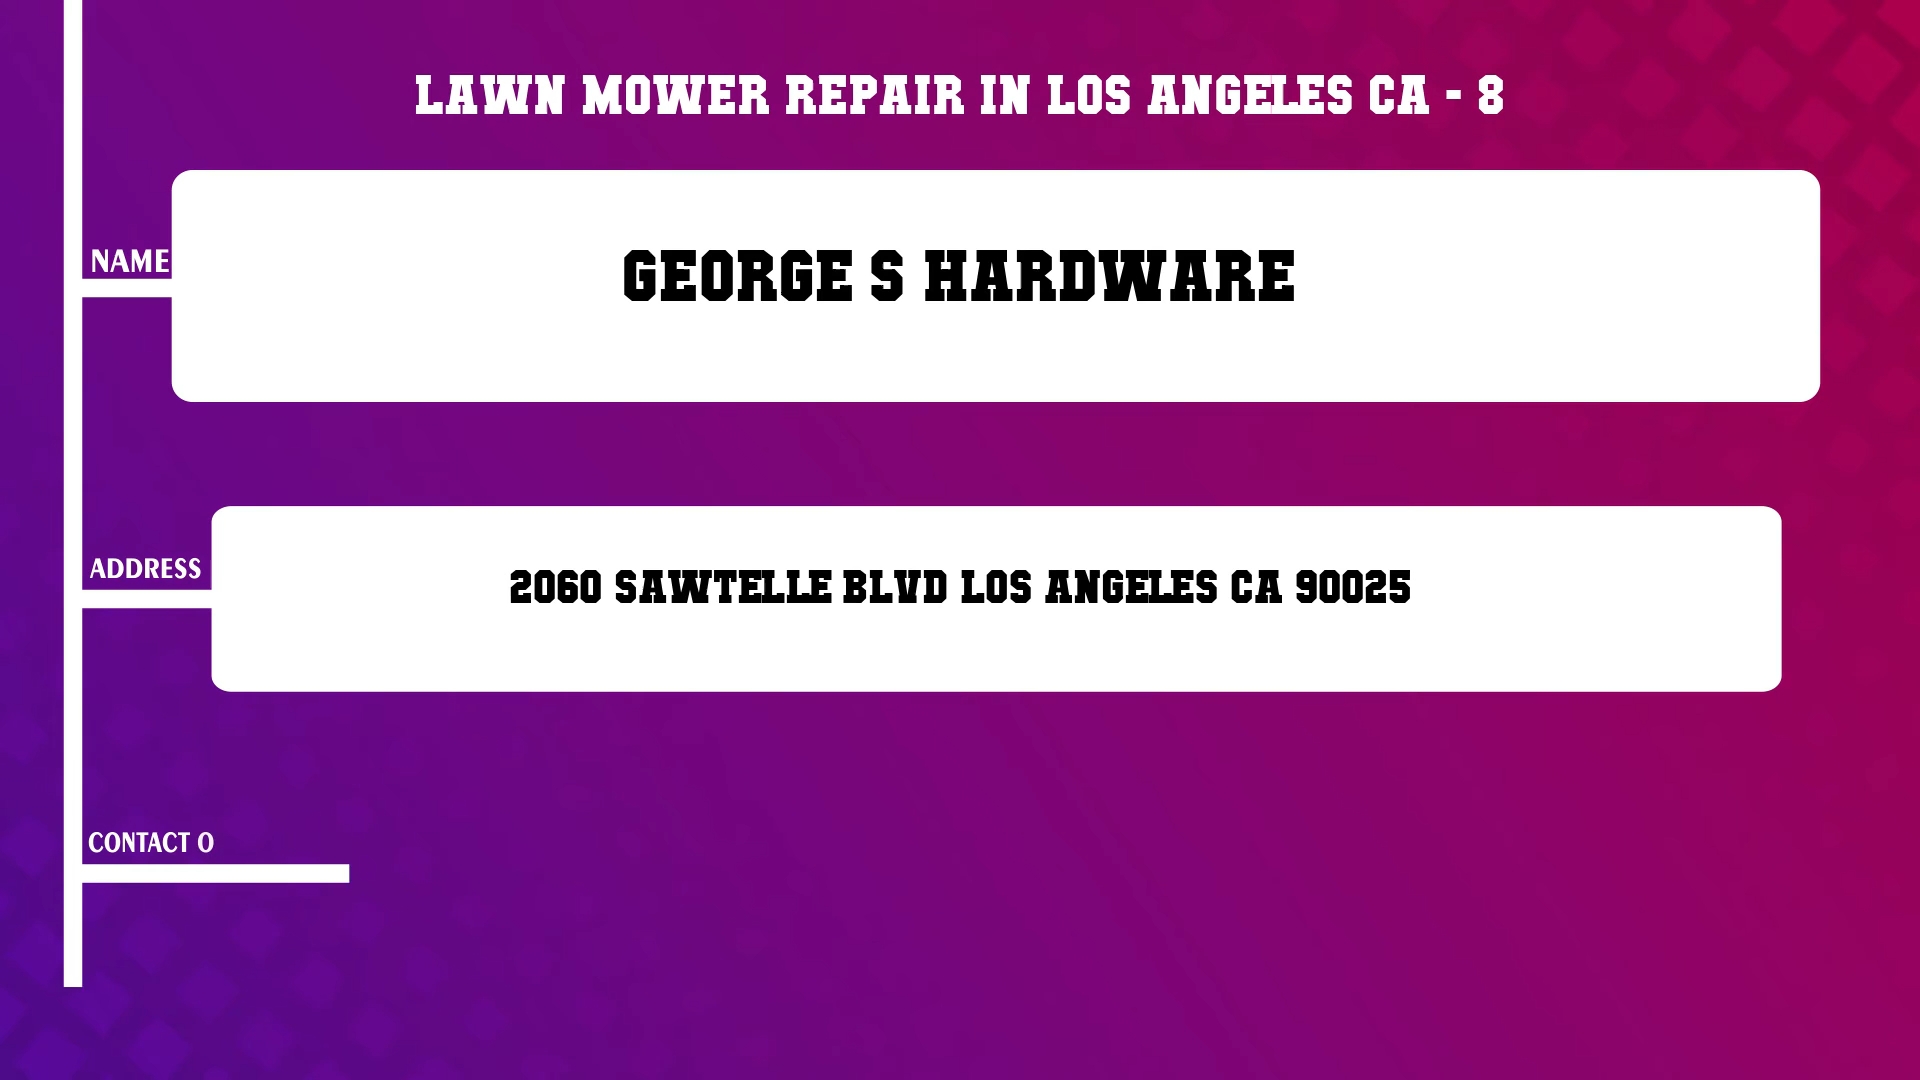 LAWN MOWER REPAIR IN LOS ANGELES CA - 8
NAME
GEORGE S HARDWARE
ADDRESS
2060 SAWTELLE BLVD LOS ANGELES CA 90025
CONTACT O